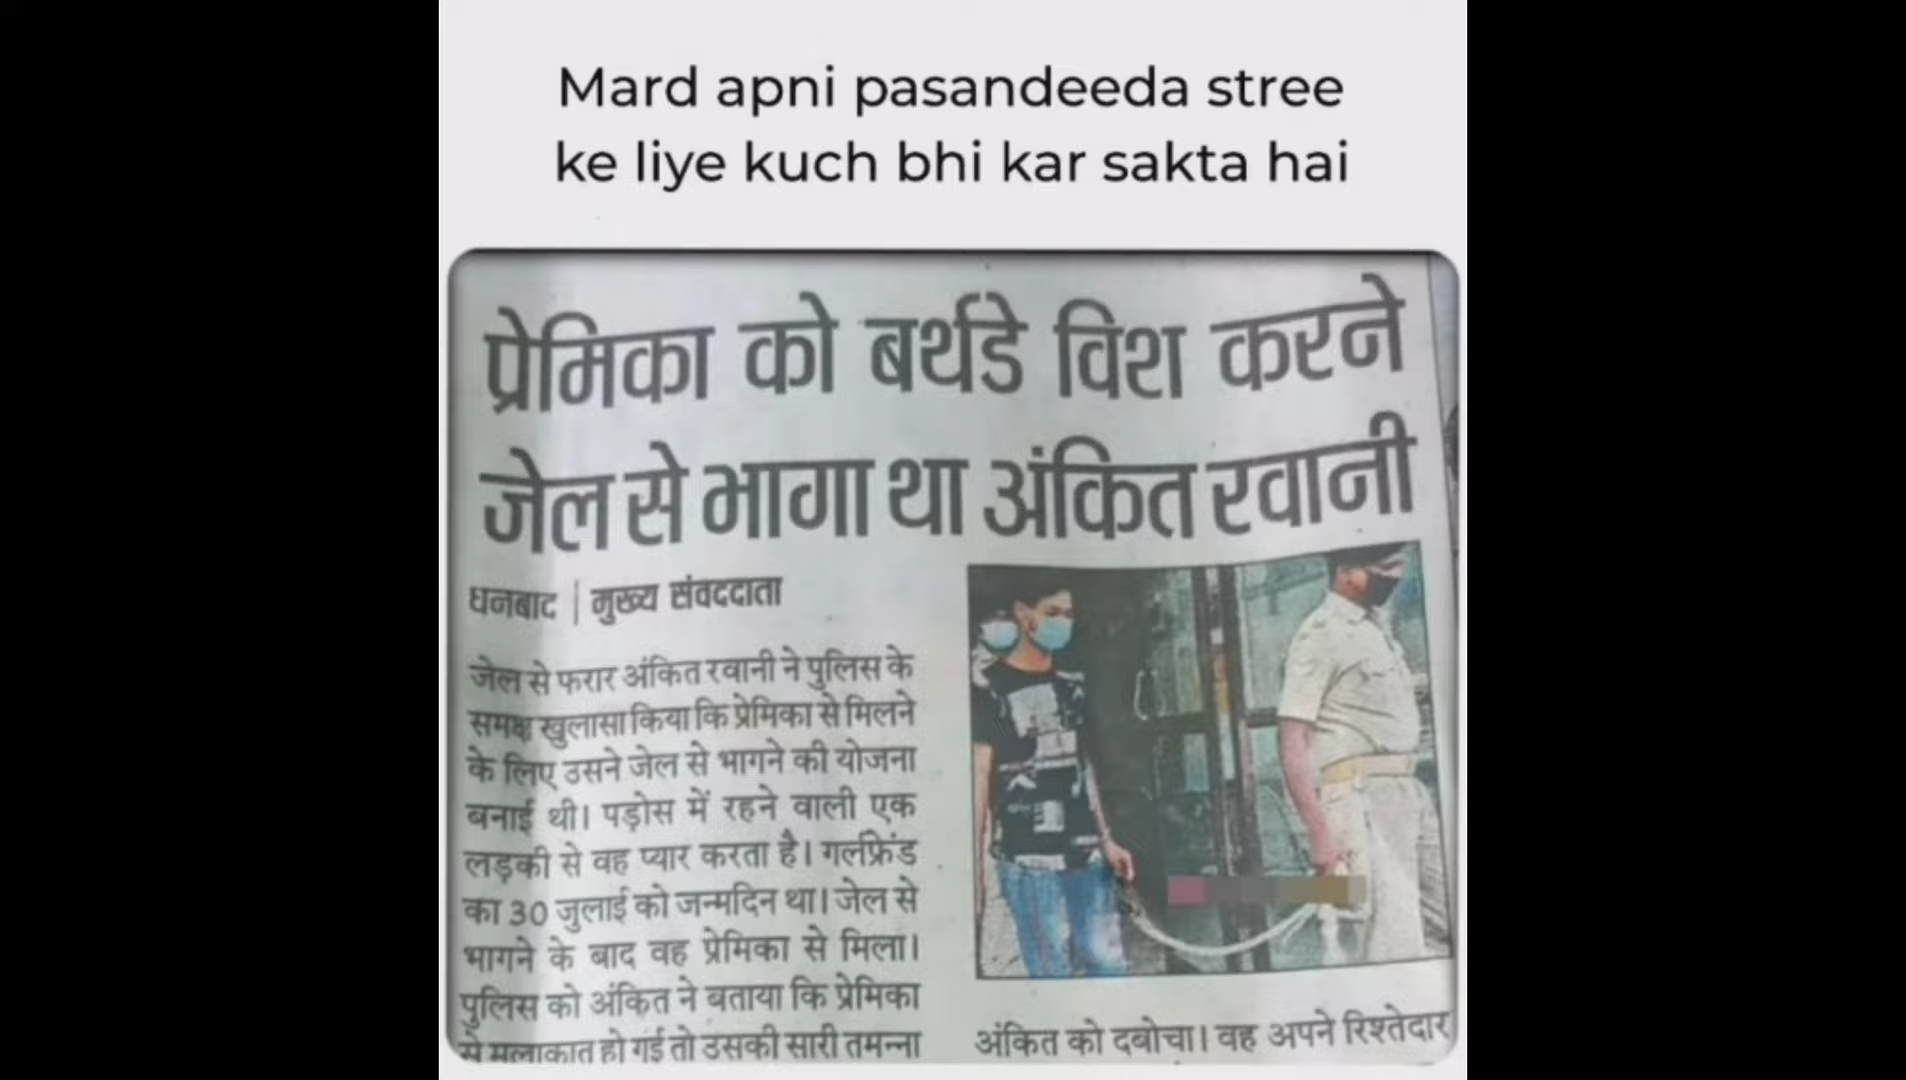 Mard apni pasandeeda stree
ke liye kuch bhi kar sakta hai
प्रेमिका को बर्थडे विश करने
जेल से भागा था अंकित रवानी
धनबाद | मुख्य संवददाता
जेल से फरार अंकित रवानी ने पुलिस के
समक्ष खुलासा किया कि प्रेमिका से मिलने
के लिए उसने जेल से भागने की योजना
बनाई थी। पड़ोस में रहने वाली एक
लड़की से वह प्यार करता है। गर्लफ्रेंड
का 30 जुलाई को जन्मदिन था। जेल से
भागने के बाद वह प्रेमिका से मिला।
पुलिस को अंकित ने बताया कि प्रेमिका
से मुलाकात हो गई तो उसकी सारी तमन्ना
अंकित को दबोचा। वह अपने रिश्तेदार